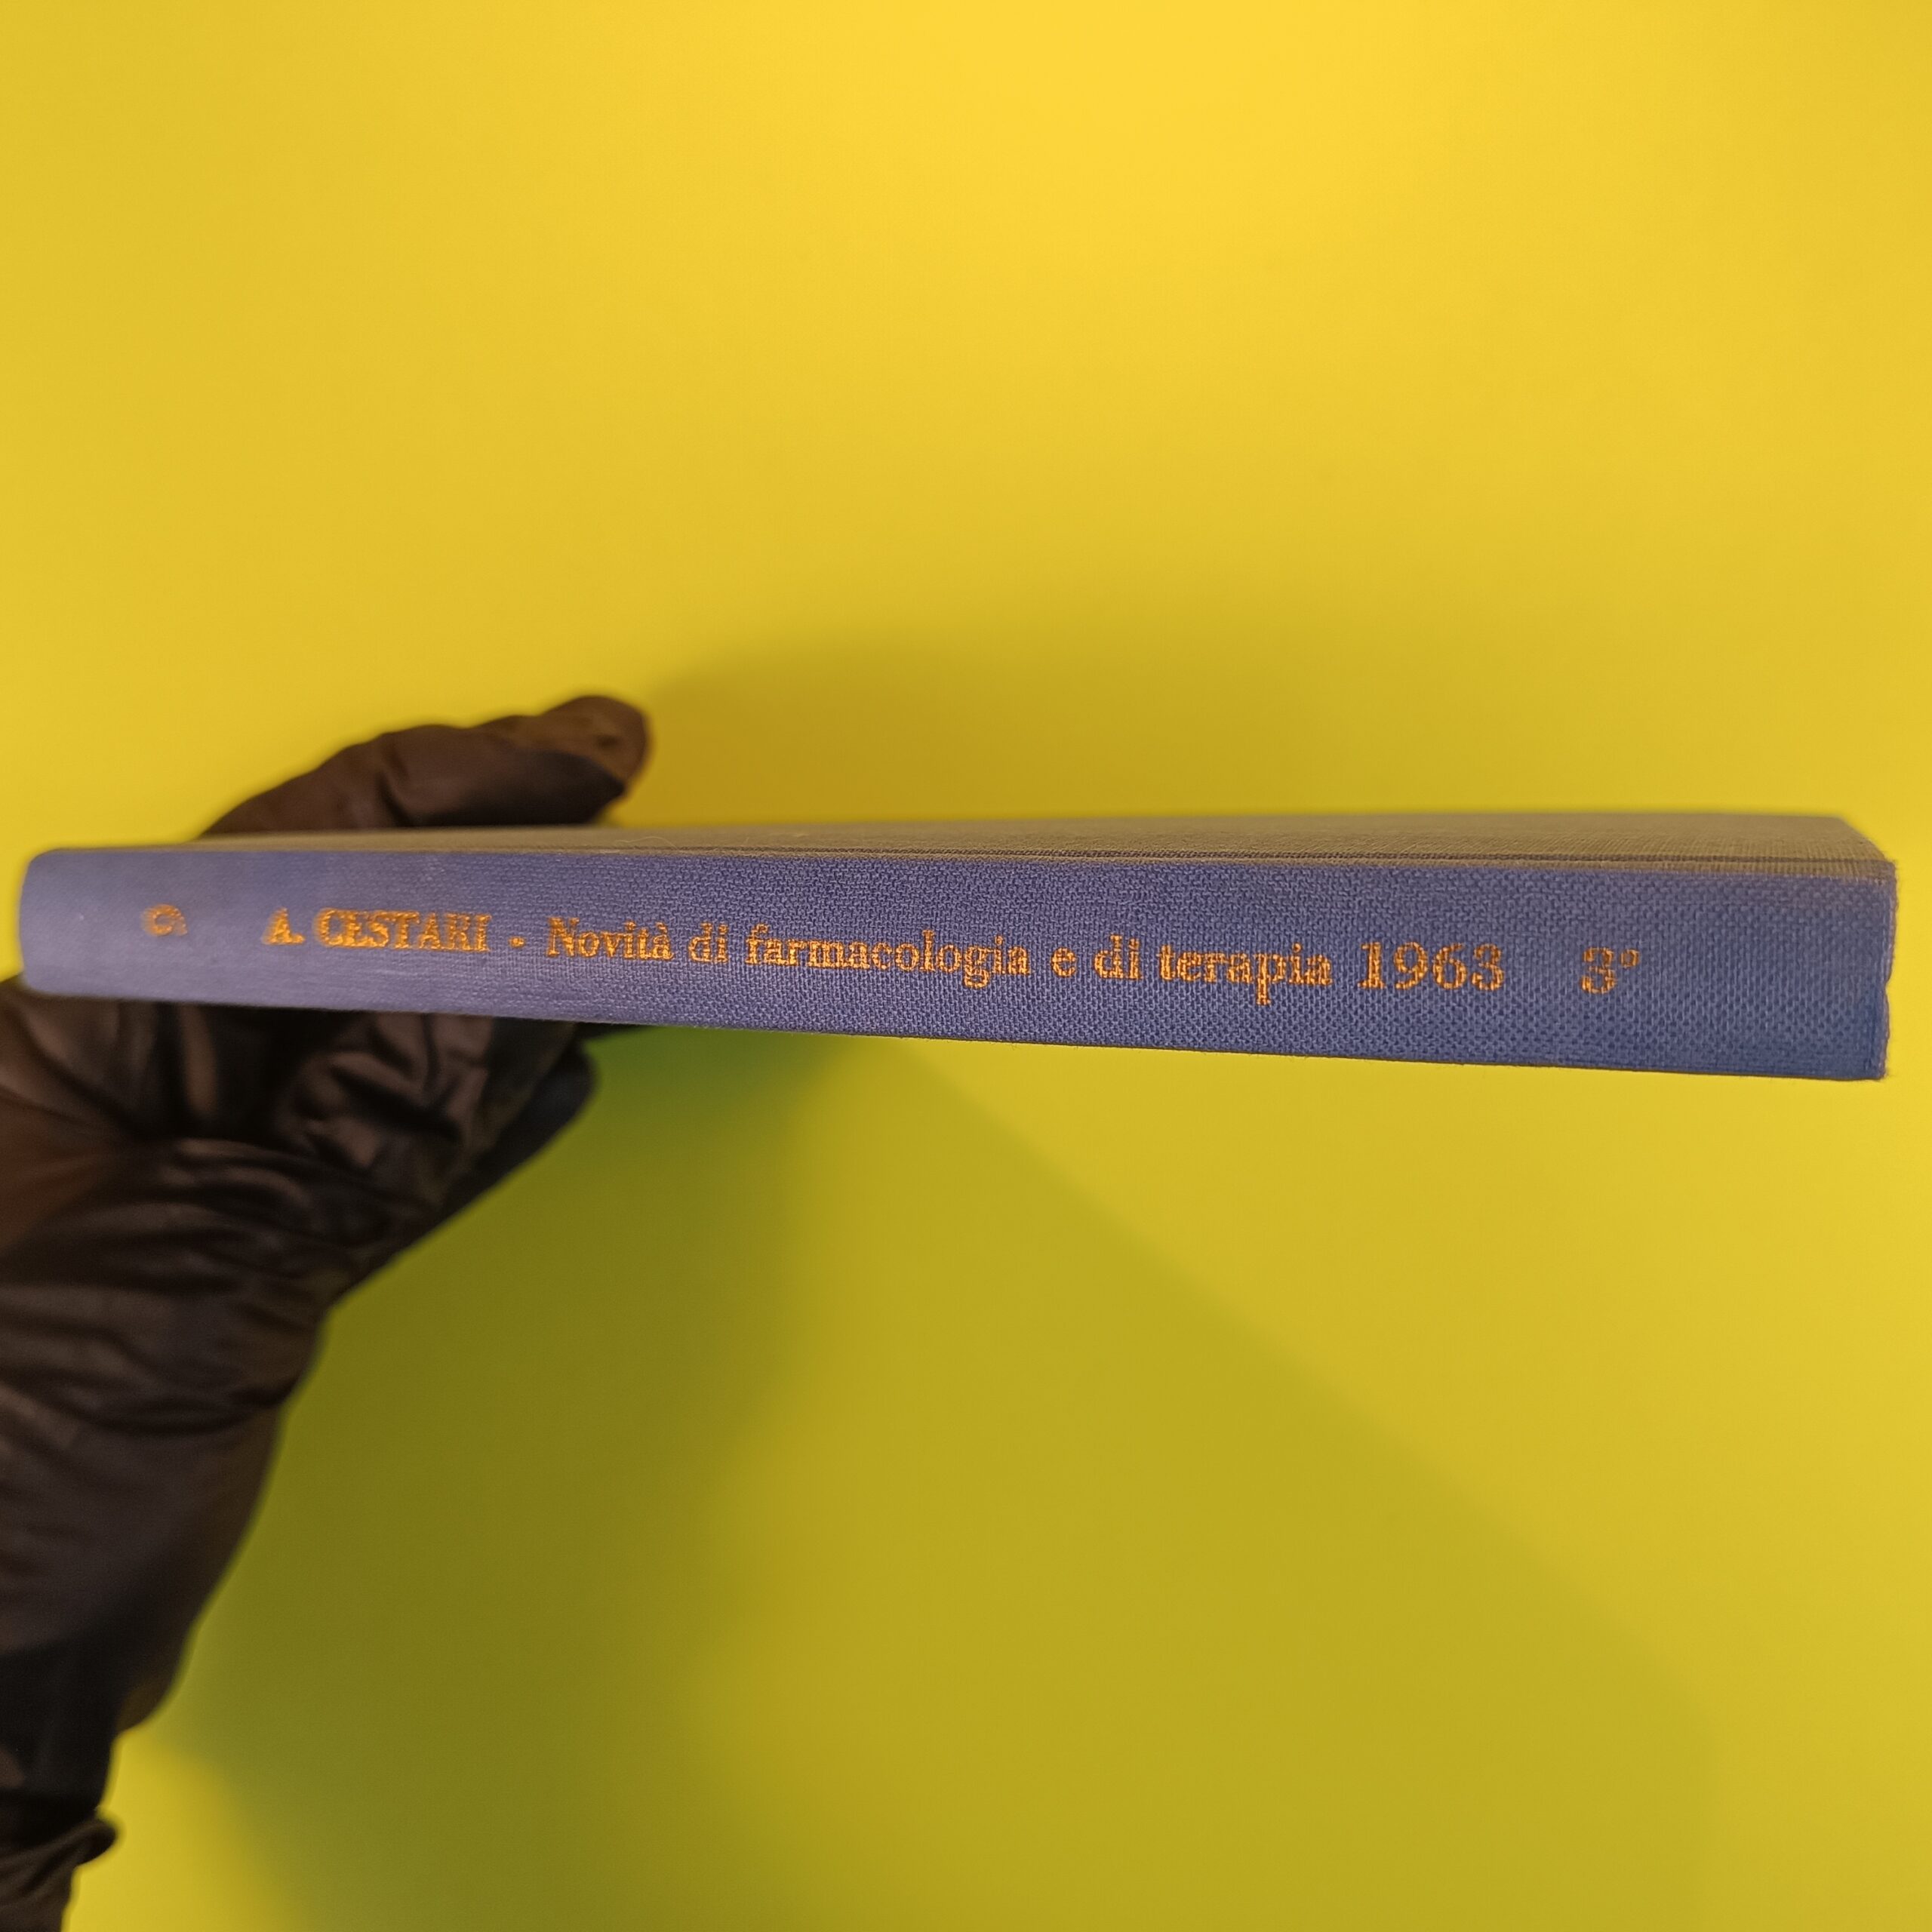 A. CESTARI - Novità di farmacologia e di terapia 1963 3°